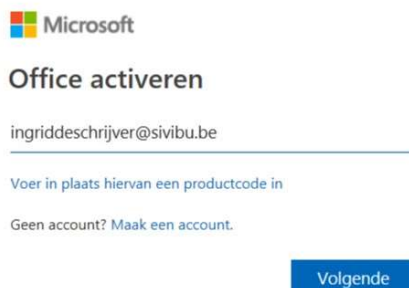 Microsoft
Office activeren
ingriddeschrijver@sivibu.be
Voer in plaats hiervan een productcode in
Geen account? Maak een account.
Volgende